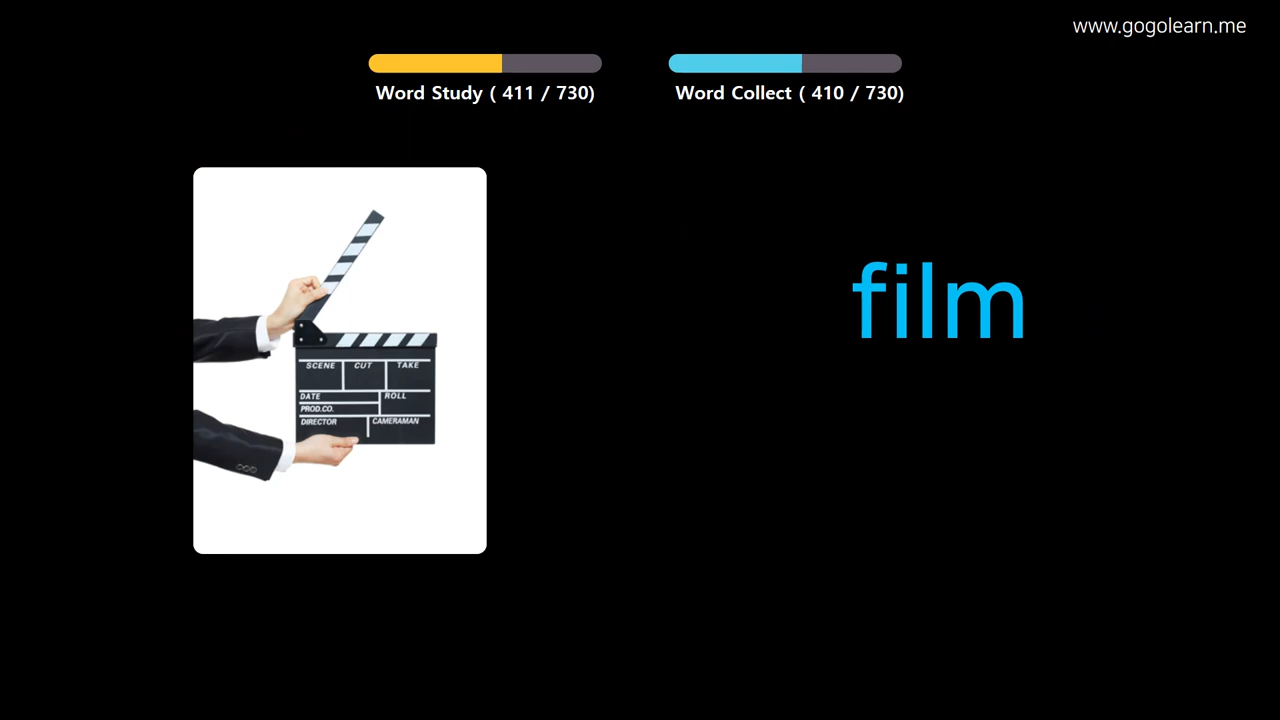 www.gogolearn.me
Word Study ( 411 / 730)
Word Collect ( 410 / 730)
film
SCENE CUT TAKE
DATE ROLL
PROD.CO.
DIRECTOR CAMERAMAN